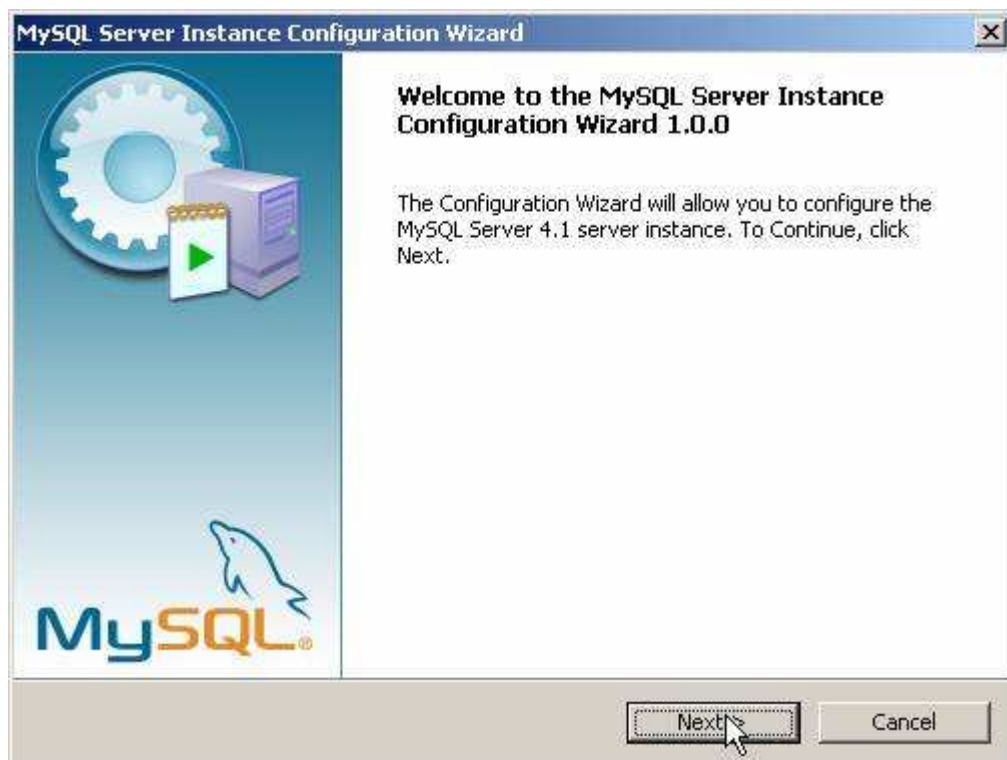 MySQL Server Instance Configuration Wizard
Welcome to the MySQL Server Instance
Configuration Wizard 1.0.0
The Configuration Wizard will allow you to configure the
MySQL Server 4.1 server instance. To Continue, click
Next.
MySQL®
Next >
Cancel